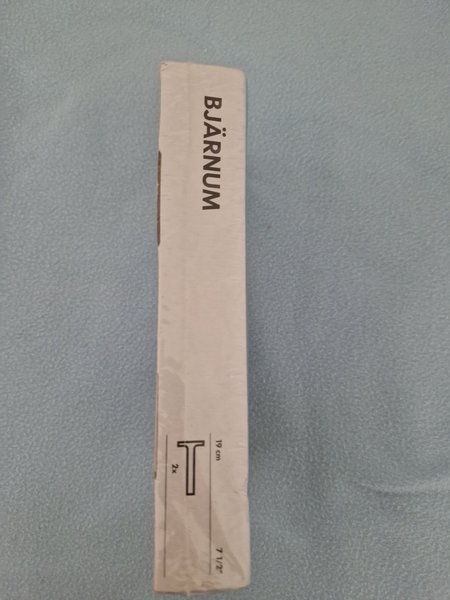 BJÄRNUM
19 cm 7 1/2"
2x